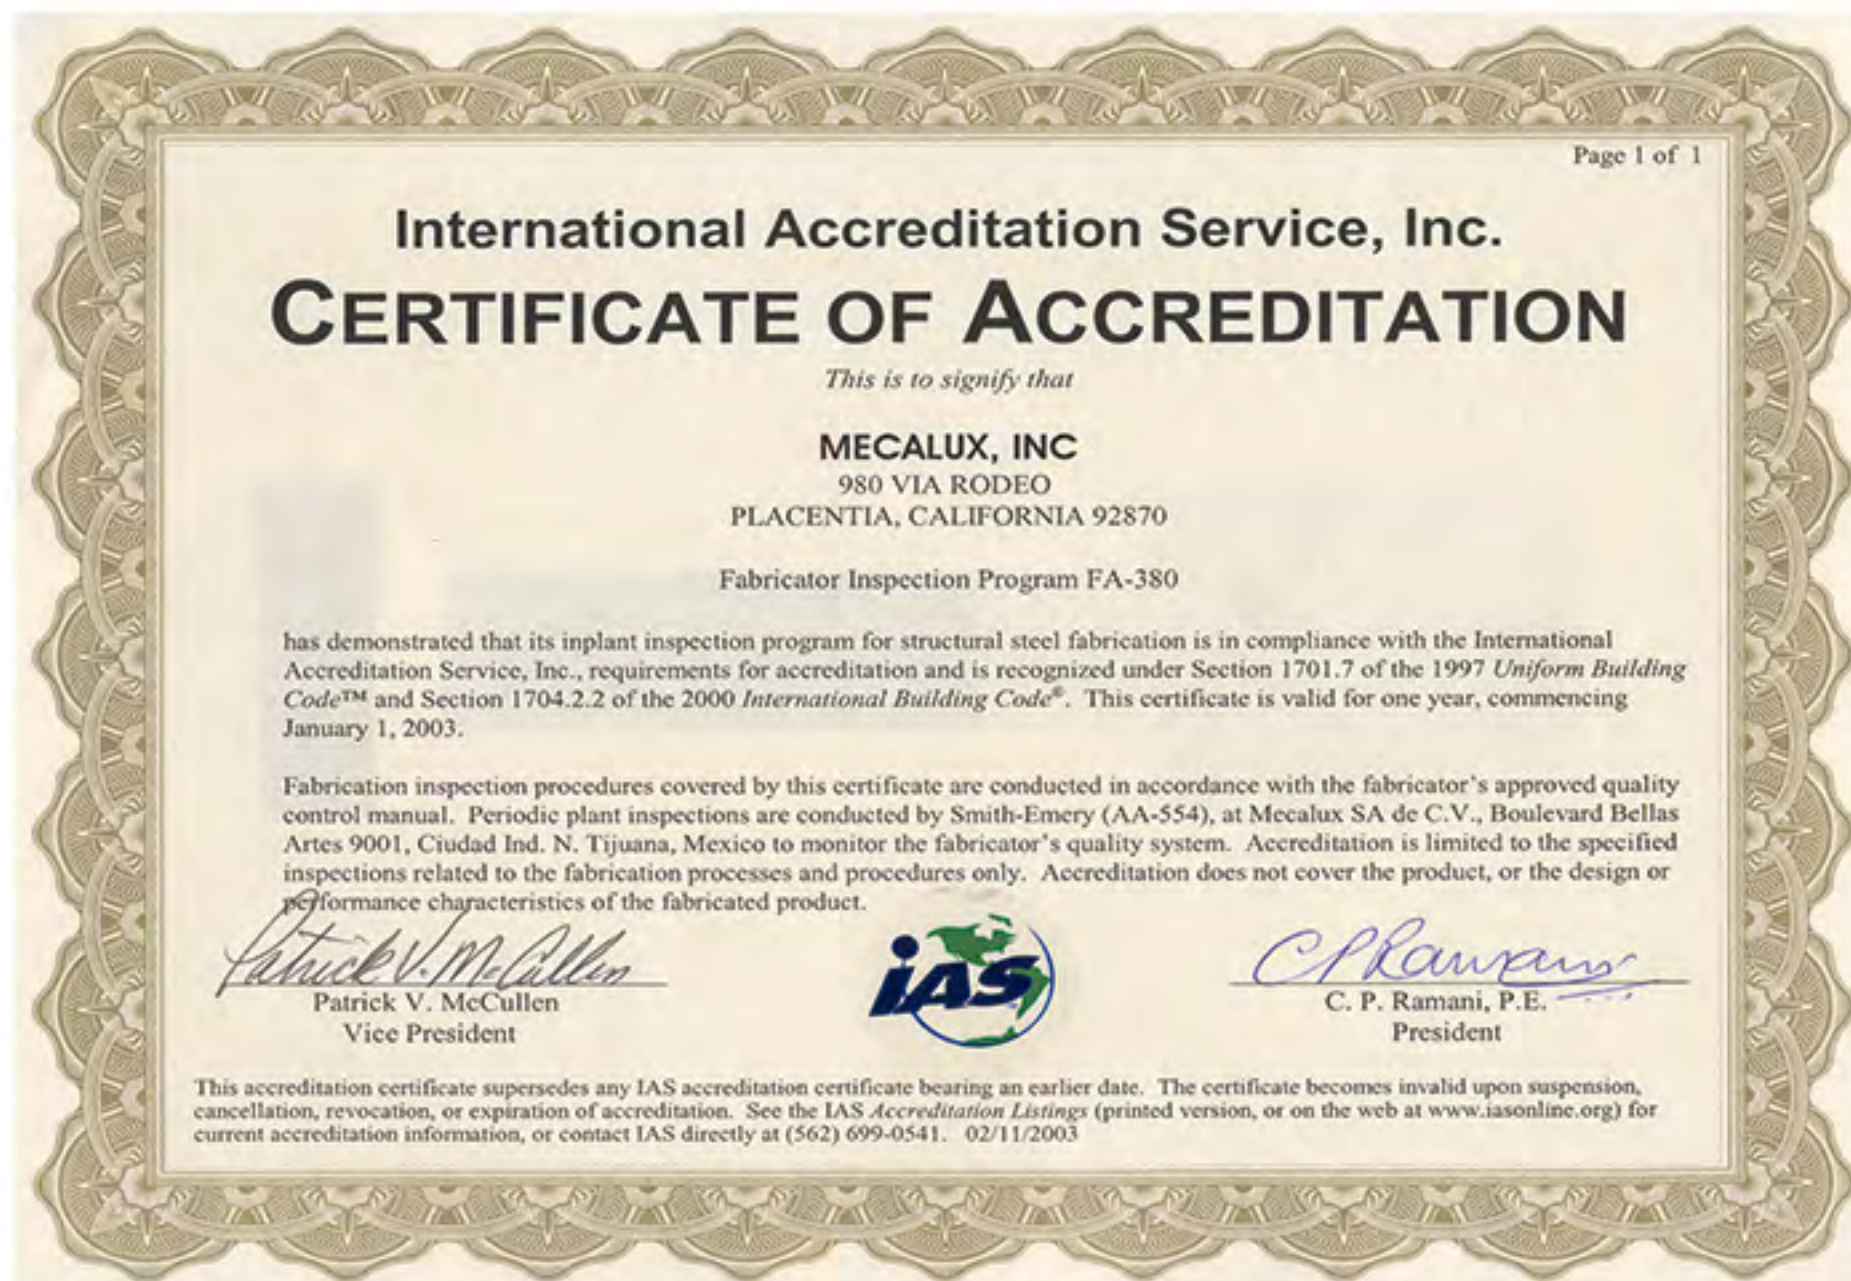 Page 1 of 1
International Accreditation Service, Inc.
CERTIFICATE OF ACCREDITATION
This is to signify that
MECALUX, INC
980 VIA RODEO
PLACENTIA, CALIFORNIA 92870
Fabricator Inspection Program FA-380
has demonstrated that its inplant inspection program for structural steel fabrication is in compliance with the International
Accreditation Service, Inc., requirements for accreditation and is recognized under Section 1701.7 of the 1997 Uniform Building
Code™ and Section 1704.2.2 of the 2000 International Building Code®. This certificate is valid for one year, commencing
January 1, 2003.
Fabrication inspection procedures covered by this certificate are conducted in accordance with the fabricator's approved quality
control manual. Periodic plant inspections are conducted by Smith-Emery (AA-554), at Mecalux SA de C.V., Boulevard Bellas
Artes 9001, Ciudad Ind. N. Tijuana, Mexico to monitor the fabricator's quality system. Accreditation is limited to the specified
inspections related to the fabrication processes and procedures only. Accreditation does not cover the product, or the design or
performance characteristics of the fabricated product.
Patrick V. McCullen
iAS
CPRamani
Patrick V. McCullen
C. P. Ramani, P.E.
Vice President
President
This accreditation certificate supersedes any IAS accreditation certificate bearing an earlier date. The certificate becomes invalid upon suspension,
cancellation, revocation, or expiration of accreditation. See the IAS Accreditation Listings (printed version, or on the web at www.iasonline.org) for
current accreditation information, or contact IAS directly at (562) 699-0541. 02/11/2003